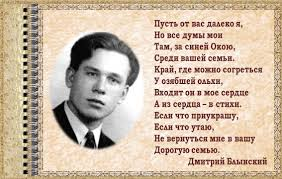 Пусть от вас далеко я,
Но все думы мои
Там, за синей Окою,
Среди вашей семьи.
Край, где можно согреться
У озябшей ольхи,
Входит он в мое сердце
А из сердца – в стихи.
Если что приукрашу,
Если что утаю,
Не вернуться мне в вашу
Дорогую семью.
Дмитрий Блынский